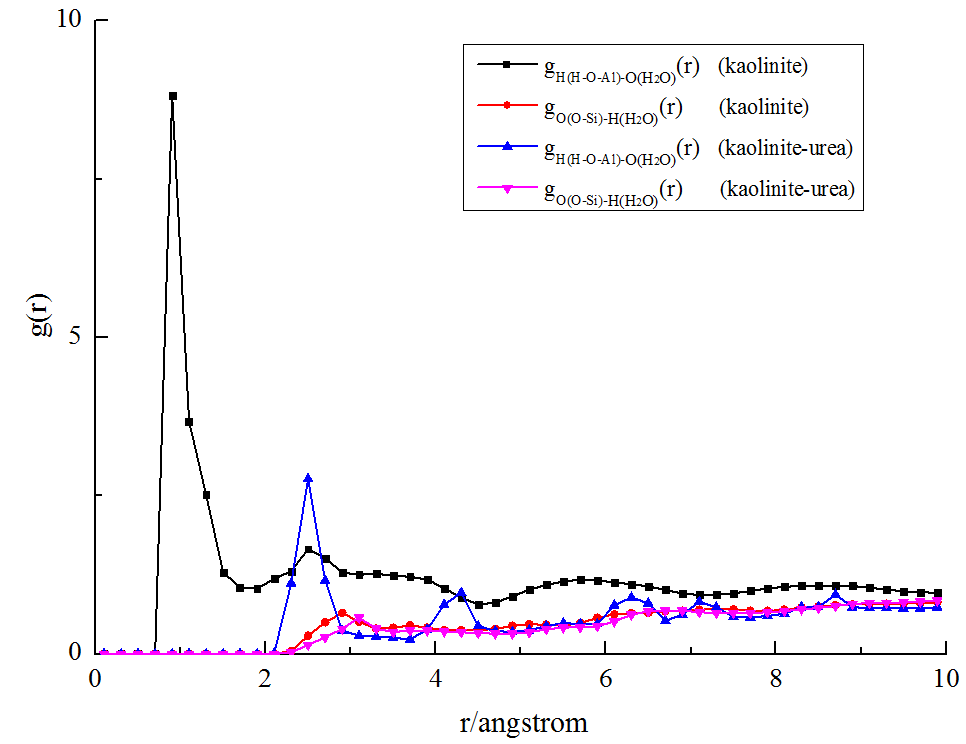 10
5
0
g(r)
gH(H-O-Al)-O(H2O)(r) (kaolinite)
gO(O-Si)-H(H2O)(r) (kaolinite)
gH(H-O-Al)-O(H2O)(r) (kaolinite-urea)
gO(O-Si)-H(H2O)(r) (kaolinite-urea)
0 2 4 6 8 10
r/angstrom